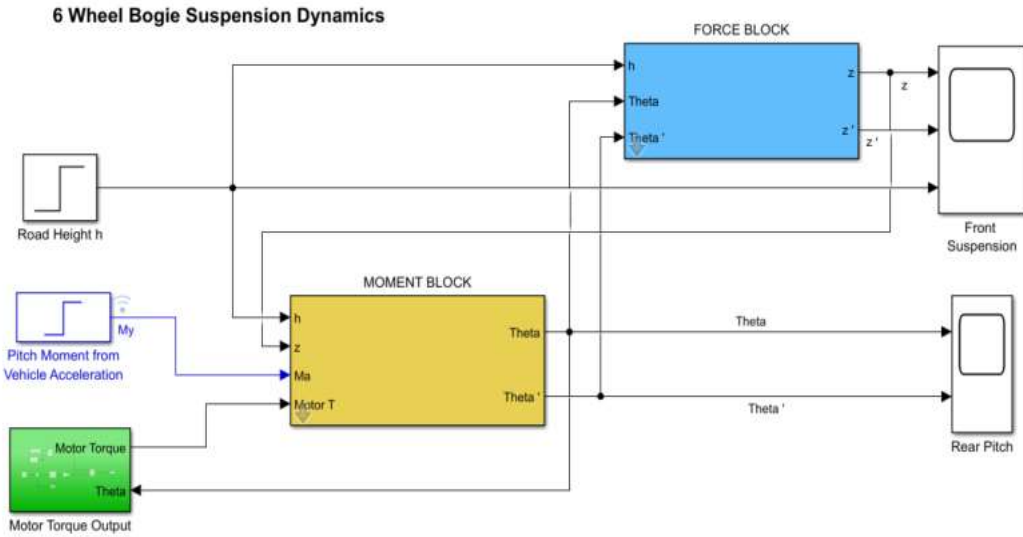 6 Wheel Bogie Suspension Dynamics
FORCE BLOCK
h
Theta
Theta '
z
z '
z
z '
Road Height h
Front
Suspension
MOMENT BLOCK
h
z
Ma
Motor T
Theta
Theta '
Theta
Theta '
My
Pitch Moment from
Vehicle Acceleration
Rear Pitch
Motor Torque
Theta
Motor Torque Output